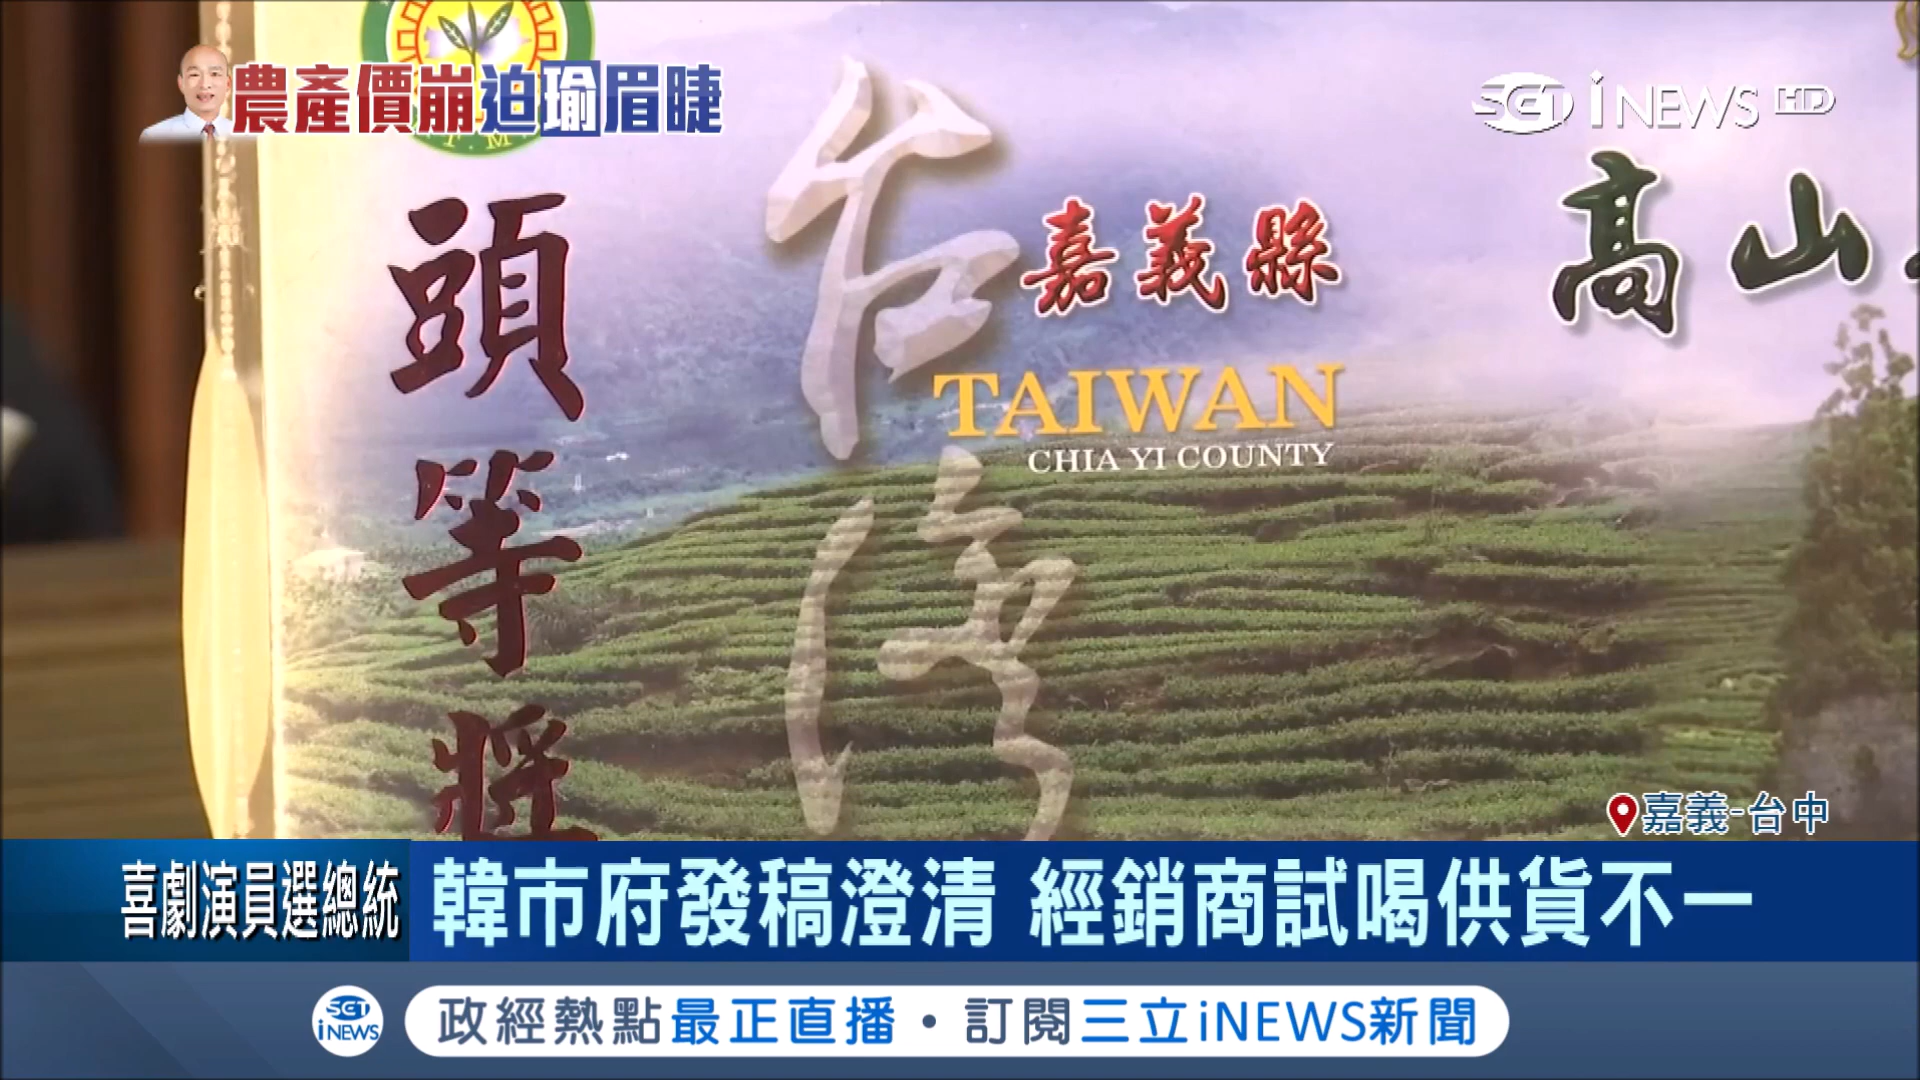 農產價崩迫瑜眉睫
SET iNEWS HD
T.M
頭等獎
台灣
嘉義縣
TAIWAN
CHIA YI COUNTY
高山
嘉義-台中
喜劇演員選總統
韓市府發稿澄清 經銷商試喝供貨不一
SET iNEWS
政經熱點最正直播・訂閱三立iNEWS新聞